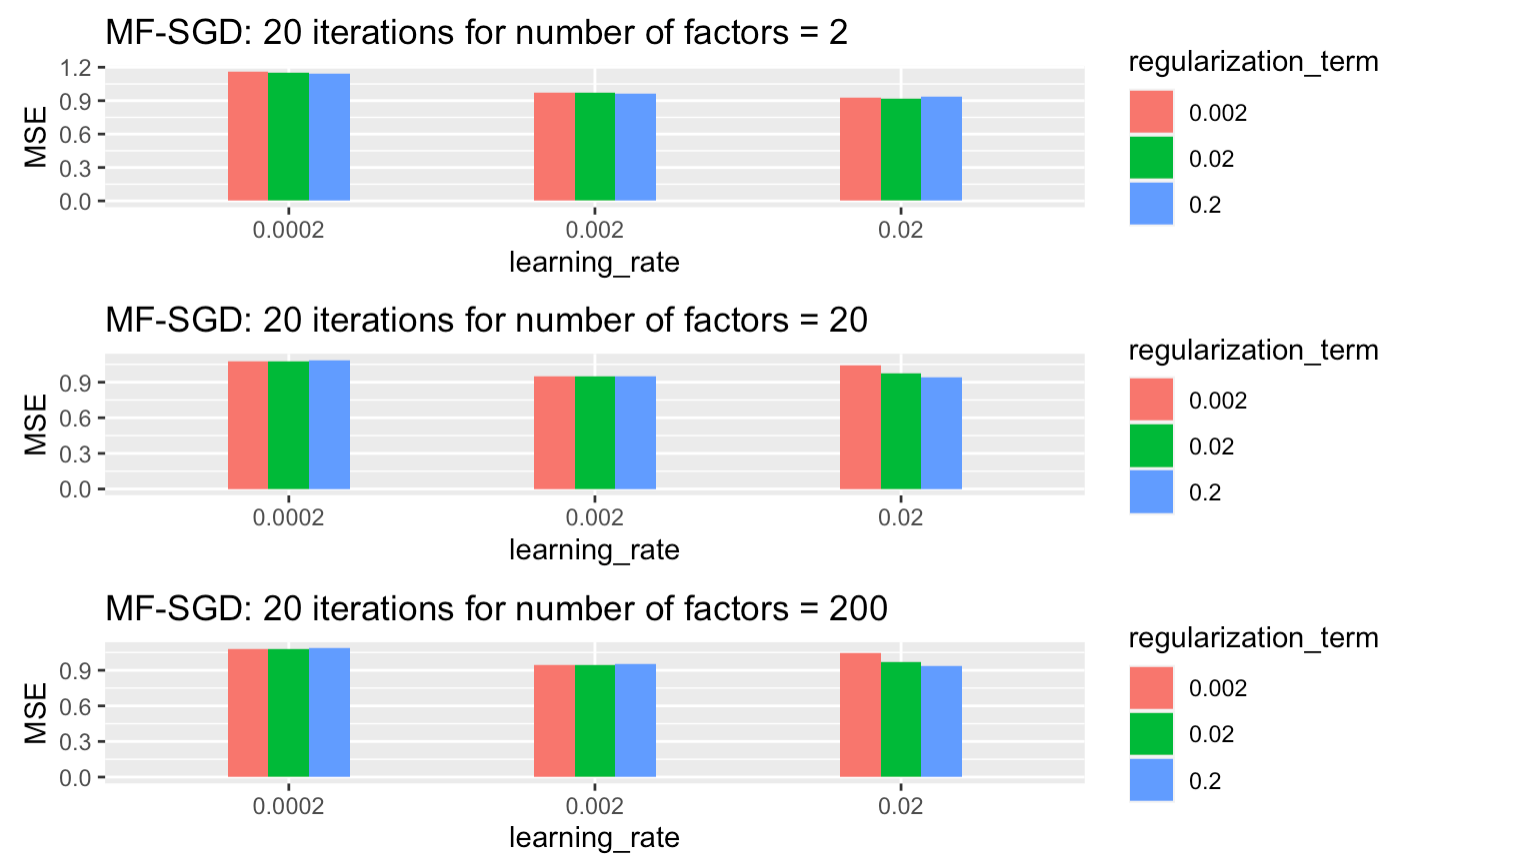 MF-SGD: 20 iterations for number of factors = 2
MSE
1.2
0.9
0.6
0.3
0.0
0.0002 0.002 0.02
learning_rate
regularization_term
0.002
0.02
0.2
MF-SGD: 20 iterations for number of factors = 20
MSE
0.9
0.6
0.3
0.0
0.0002 0.002 0.02
learning_rate
regularization_term
0.002
0.02
0.2
MF-SGD: 20 iterations for number of factors = 200
MSE
0.9
0.6
0.3
0.0
0.0002 0.002 0.02
learning_rate
regularization_term
0.002
0.02
0.2